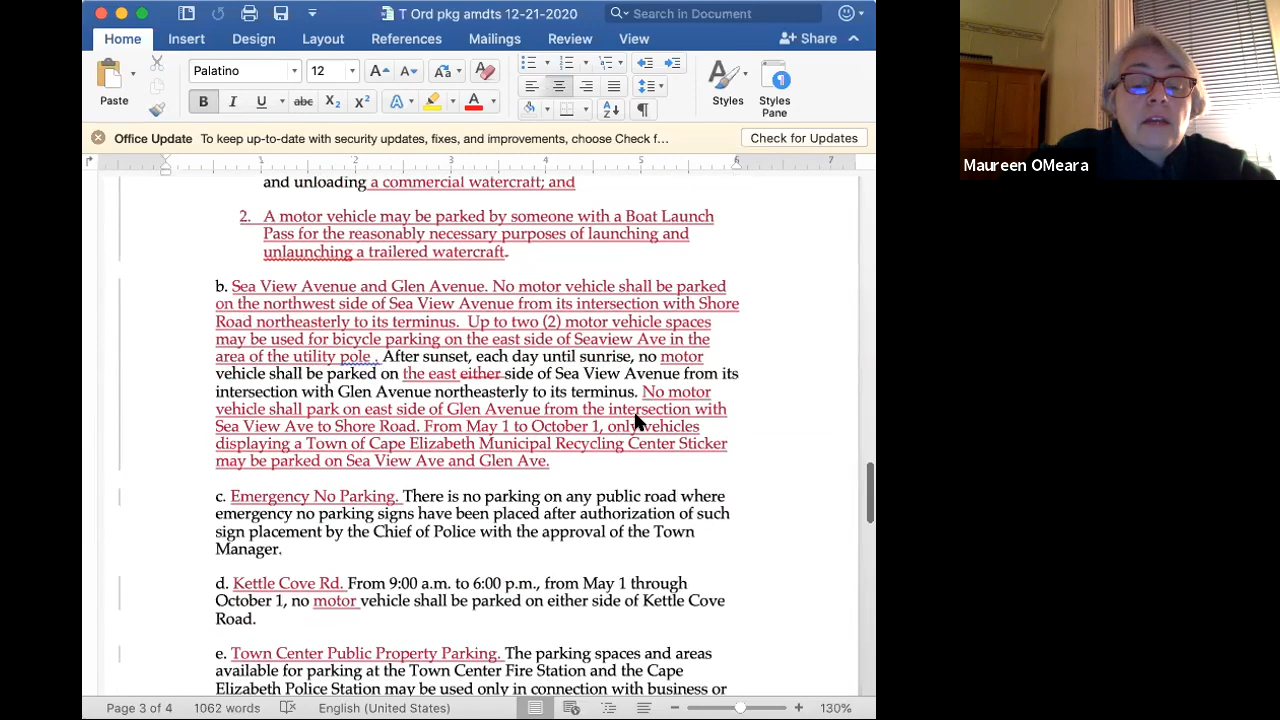 T Ord pkg amdts 12-21-2020
Search in Document
Home Insert Design Layout References Mailings Review View Share
Paste
Palatino 12
A A Aa A
B I U abc X2 X2 A A
Styles Styles Pane
Office Update To keep up-to-date with security updates, fixes, and improvements, choose Check f... Check for Updates
1 2 3 4 5 6 7
and unloading a commercial watercraft; and
2. A motor vehicle may be parked by someone with a Boat Launch
Pass for the reasonably necessary purposes of launching and
unlaunching a trailered watercraft.
b. Sea View Avenue and Glen Avenue. No motor vehicle shall be parked
on the northwest side of Sea View Avenue from its intersection with Shore
Road northeasterly to its terminus. Up to two (2) motor vehicle spaces
may be used for bicycle parking on the east side of Seaview Ave in the
area of the utility pole . After sunset, each day until sunrise, no motor
vehicle shall be parked on the east either side of Sea View Avenue from its
intersection with Glen Avenue northeasterly to its terminus. No motor
vehicle shall park on east side of Glen Avenue from the intersection with
Sea View Ave to Shore Road. From May 1 to October 1, only vehicles
displaying a Town of Cape Elizabeth Municipal Recycling Center Sticker
may be parked on Sea View Ave and Glen Ave.
c. Emergency No Parking. There is no parking on any public road where
emergency no parking signs have been placed after authorization of such
sign placement by the Chief of Police with the approval of the Town
Manager.
d. Kettle Cove Rd. From 9:00 a.m. to 6:00 p.m., from May 1 through
October 1, no motor vehicle shall be parked on either side of Kettle Cove
Road.
e. Town Center Public Property Parking. The parking spaces and areas
available for parking at the Town Center Fire Station and the Cape
Elizabeth Police Station may be used only in connection with business or
Page 3 of 4 1062 words English (United States) 130%
Maureen OMeara